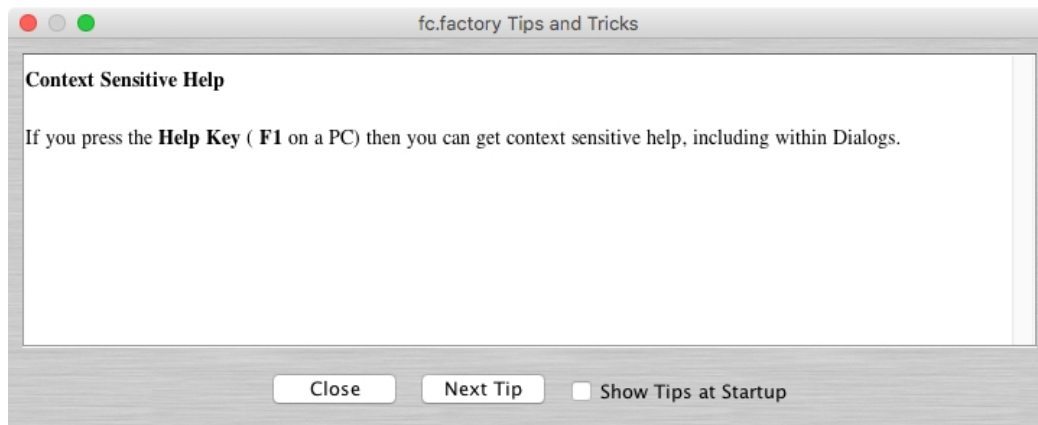 fc.factory Tips and Tricks
Context Sensitive Help
If you press the Help Key ( F1 on a PC) then you can get context sensitive help, including within Dialogs.
Close Next Tip Show Tips at Startup